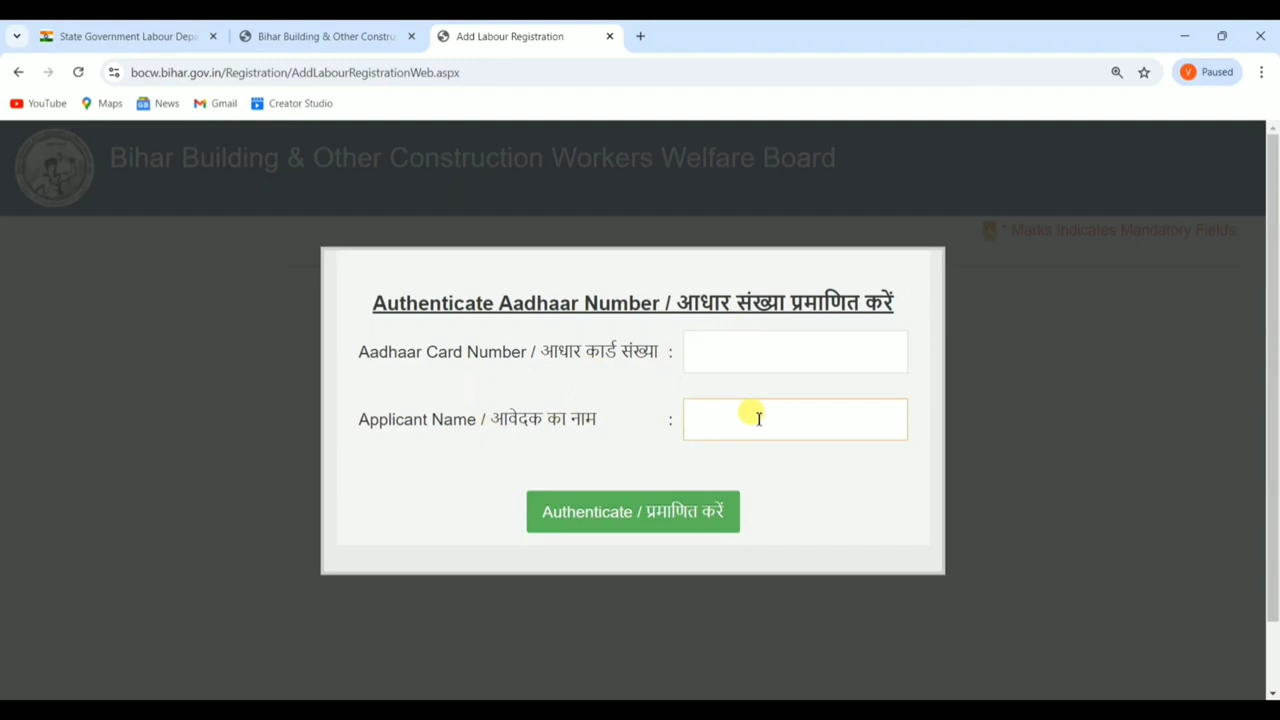 State Government Labour Depa
Bihar Building & Other Constru
Add Labour Registration
bocw.bihar.gov.in/Registration/AddLabourRegistrationWeb.aspx
V Paused
YouTube Maps News Gmail Creator Studio
Bihar Building & Other Construction Workers Welfare Board
* Marks Indicates Mandatory Fields
Authenticate Aadhaar Number / आधार संख्या प्रमाणित करें
Aadhaar Card Number / आधार कार्ड संख्या :
Applicant Name / आवेदक का नाम :
Authenticate / प्रमाणित करें